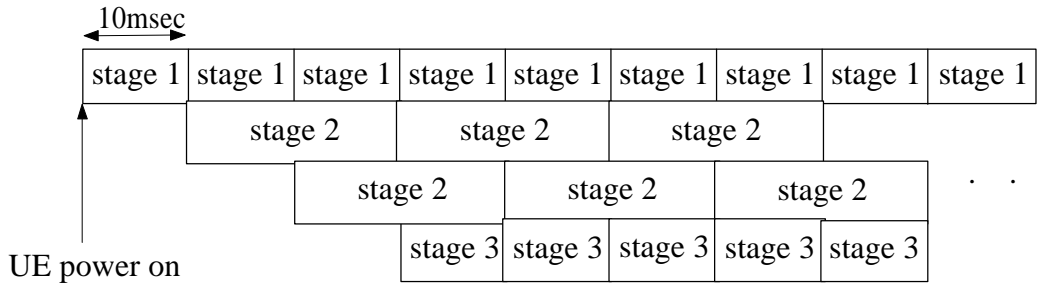 10msec
stage 1 stage 1 stage 1 stage 1 stage 1 stage 1 stage 1 stage 1 stage 1
stage 2 stage 2 stage 2
stage 2 stage 2 stage 2 . .
stage 3 stage 3 stage 3 stage 3 stage 3
UE power on